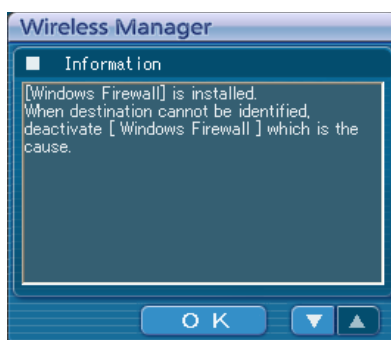 Wireless Manager
Information
[Windows Firewall] is installed.
When destination cannot be identified,
deactivate [ Windows Firewall ] which is the
cause.
OK